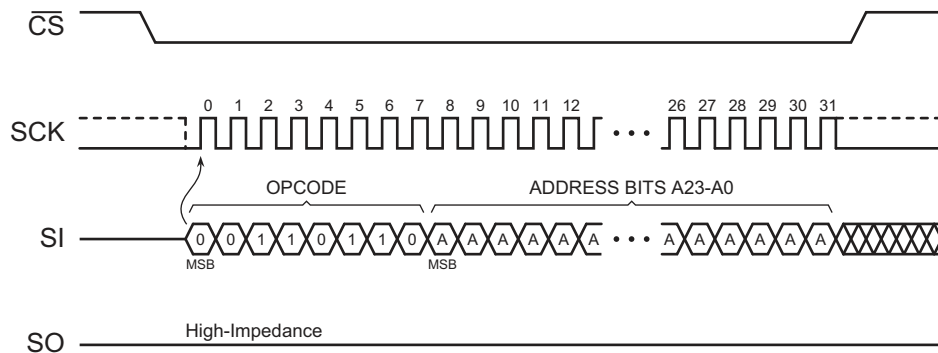 CS
0 1 2 3 4 5 6 7 8 9 10 11 12 26 27 28 29 30 31
SCK
OPCODE ADDRESS BITS A23-A0
SI 0 0 1 1 0 1 1 0 A A A A A A A A A A A A
MSB MSB
High-Impedance
SO